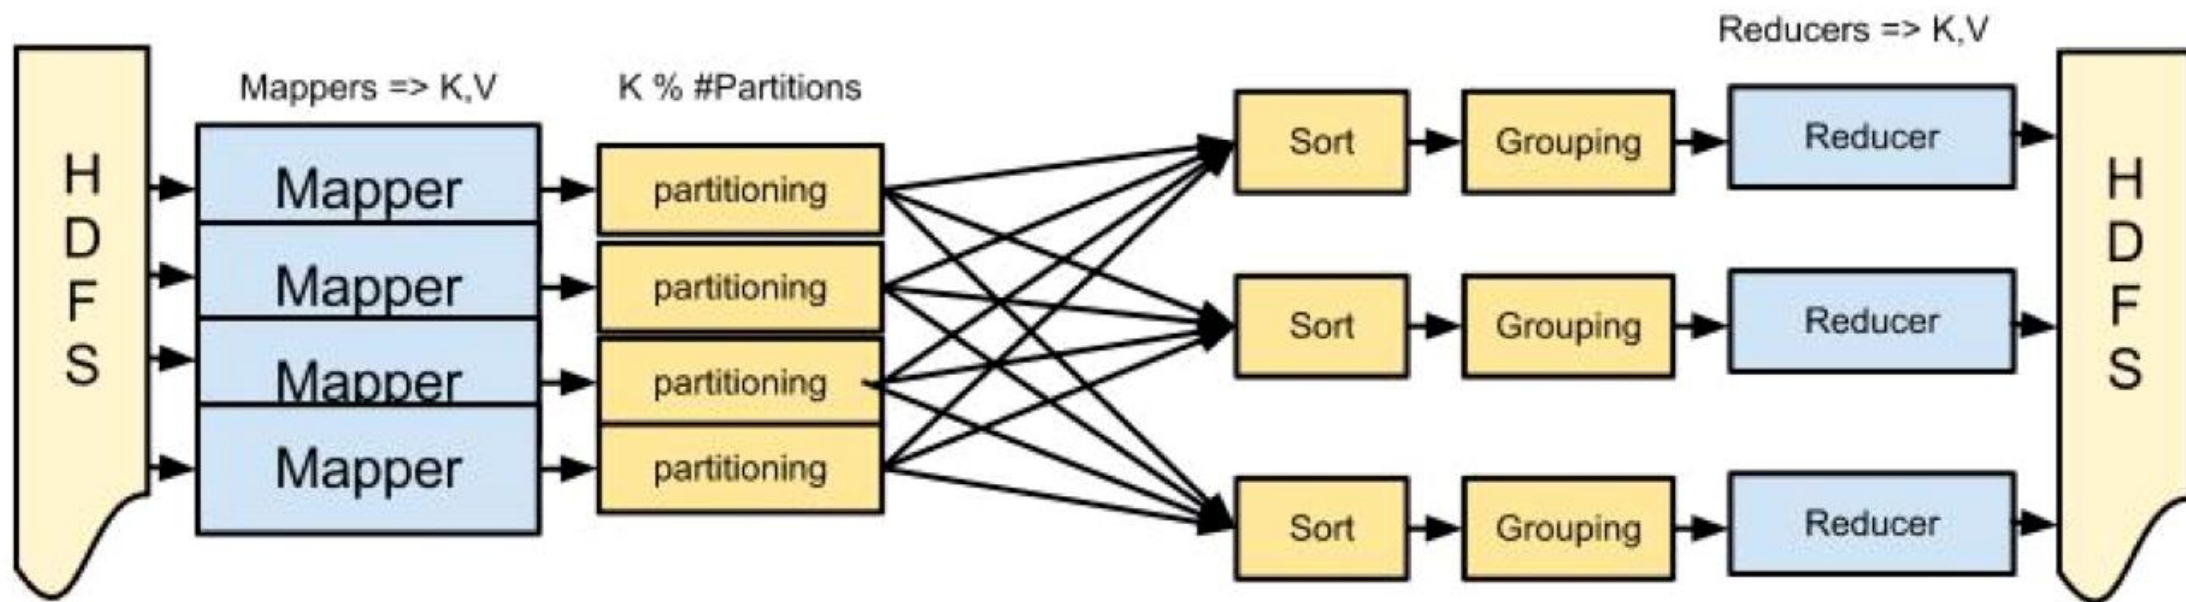 Reducers => K,V
Mappers => K,V
K % #Partitions
H
D
F
S
Mapper
Mapper
Mapper
Mapper
partitioning
partitioning
partitioning
partitioning
Sort
Grouping
Reducer
Sort
Grouping
Reducer
Sort
Grouping
Reducer
H
D
F
S